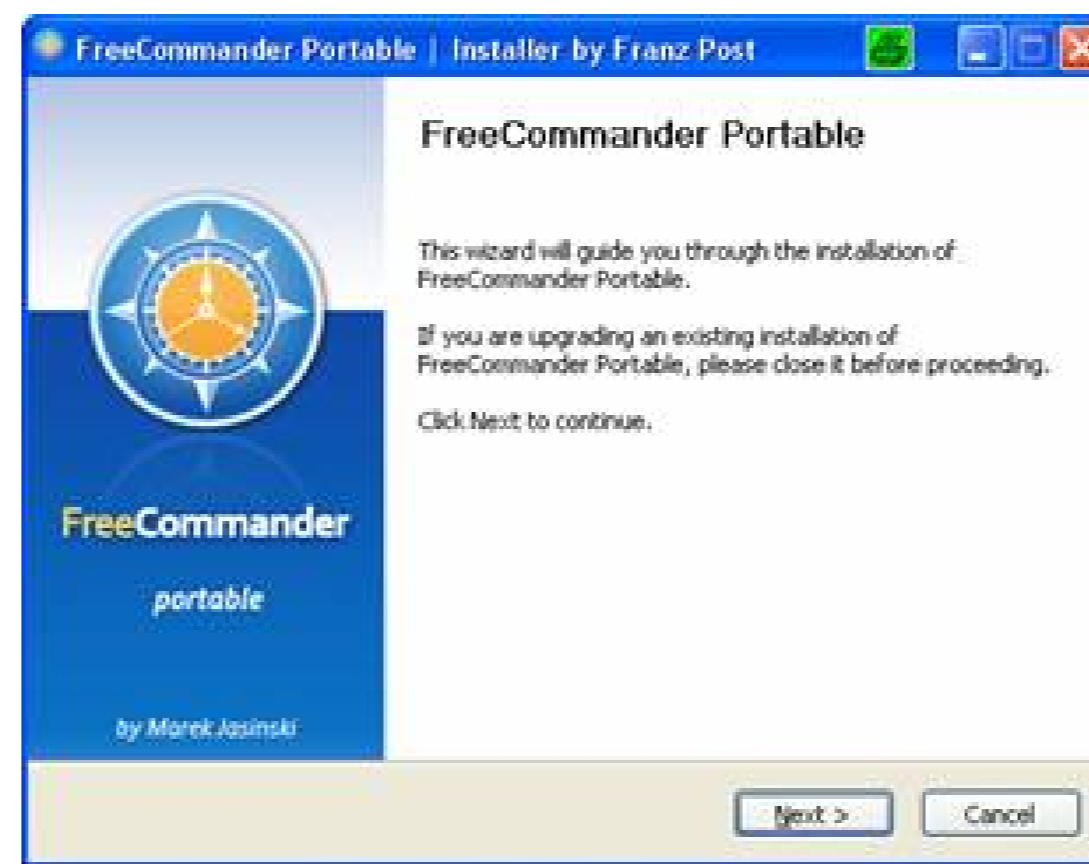 FreeCommander Portable | Installer by Franz Post
FreeCommander Portable
This wizard will guide you through the installation of
FreeCommander Portable.
If you are upgrading an existing installation of
FreeCommander Portable, please close it before proceeding.
Click Next to continue.
FreeCommander
portable
by Marek Jasinski
Next >
Cancel